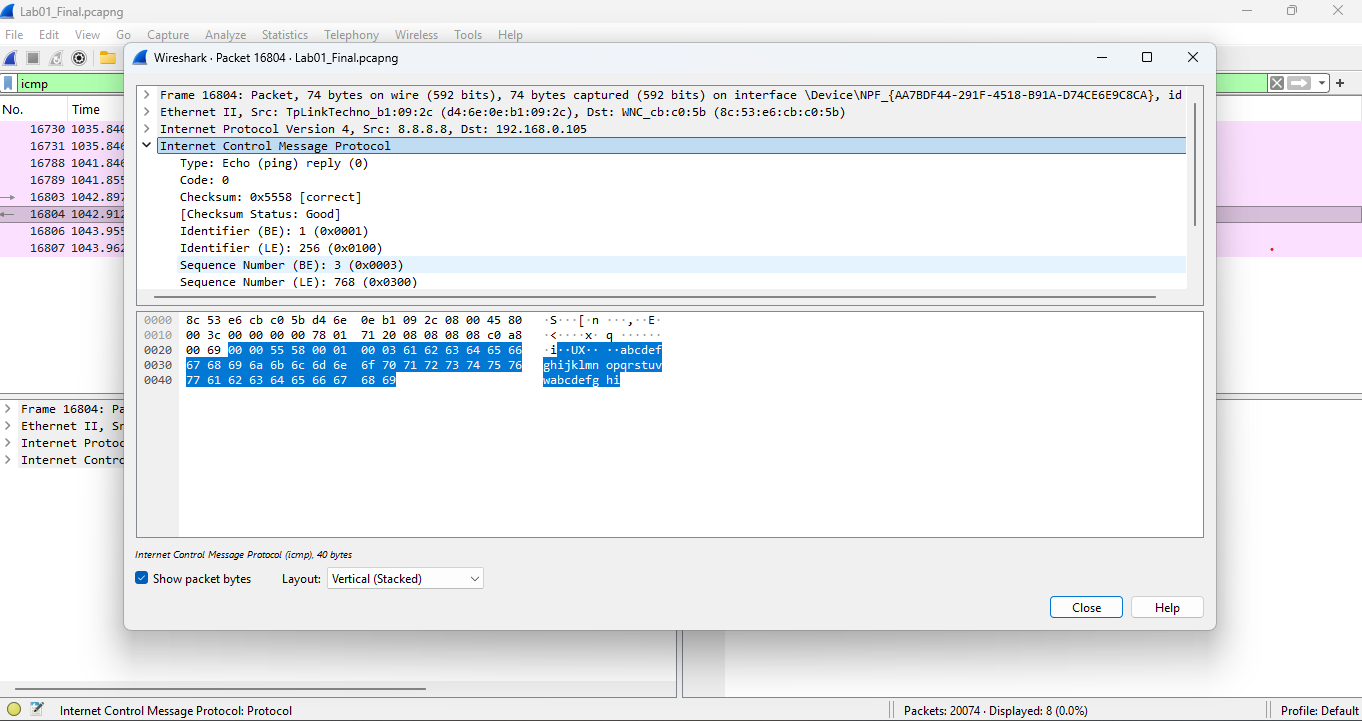 Lab01_Final.pcapng
File Edit View Go Capture Analyze Statistics Telephony Wireless Tools Help
icmp
No. Time
16730 1035.840
16731 1035.846
16788 1041.846
16789 1041.855
16803 1042.897
16804 1042.912
16806 1043.955
16807 1043.962
Wireshark · Packet 16804 · Lab01_Final.pcapng
Frame 16804: Packet, 74 bytes on wire (592 bits), 74 bytes captured (592 bits) on interface \Device\NPF_{AA7BDF44-291F-4518-B91A-D74CE6E9C8CA}, id
Ethernet II, Src: TpLinkTechno_b1:09:2c (d4:6e:0e:b1:09:2c), Dst: WNC_cb:c0:5b (8c:53:e6:cb:c0:5b)
Internet Protocol Version 4, Src: 8.8.8.8, Dst: 192.168.0.105
Internet Control Message Protocol
Type: Echo (ping) reply (0)
Code: 0
Checksum: 0x5558 [correct]
[Checksum Status: Good]
Identifier (BE): 1 (0x0001)
Identifier (LE): 256 (0x0100)
Sequence Number (BE): 3 (0x0003)
Sequence Number (LE): 768 (0x0300)
0000 8c 53 e6 cb c0 5b d4 6e 0e b1 09 2c 08 00 45 80 ·S···[·n ···,··E·
0010 00 3c 00 00 00 00 78 01 71 20 08 08 08 08 c0 a8 ·<····x· q ······
0020 00 69 00 00 55 58 00 01 00 03 61 62 63 64 65 66 ·i··UX·· ··abcdef
0030 67 68 69 6a 6b 6c 6d 6e 6f 70 71 72 73 74 75 76 ghijklmn opqrstuv
0040 77 61 62 63 64 65 66 67 68 69 wabcdefg hi
Internet Control Message Protocol (icmp), 40 bytes
Show packet bytes Layout: Vertical (Stacked)
Close Help
Frame 16804: Pa
Ethernet II, Sr
Internet Protoc
Internet Contro
Internet Control Message Protocol: Protocol
Packets: 20074 · Displayed: 8 (0.0%)
Profile: Default